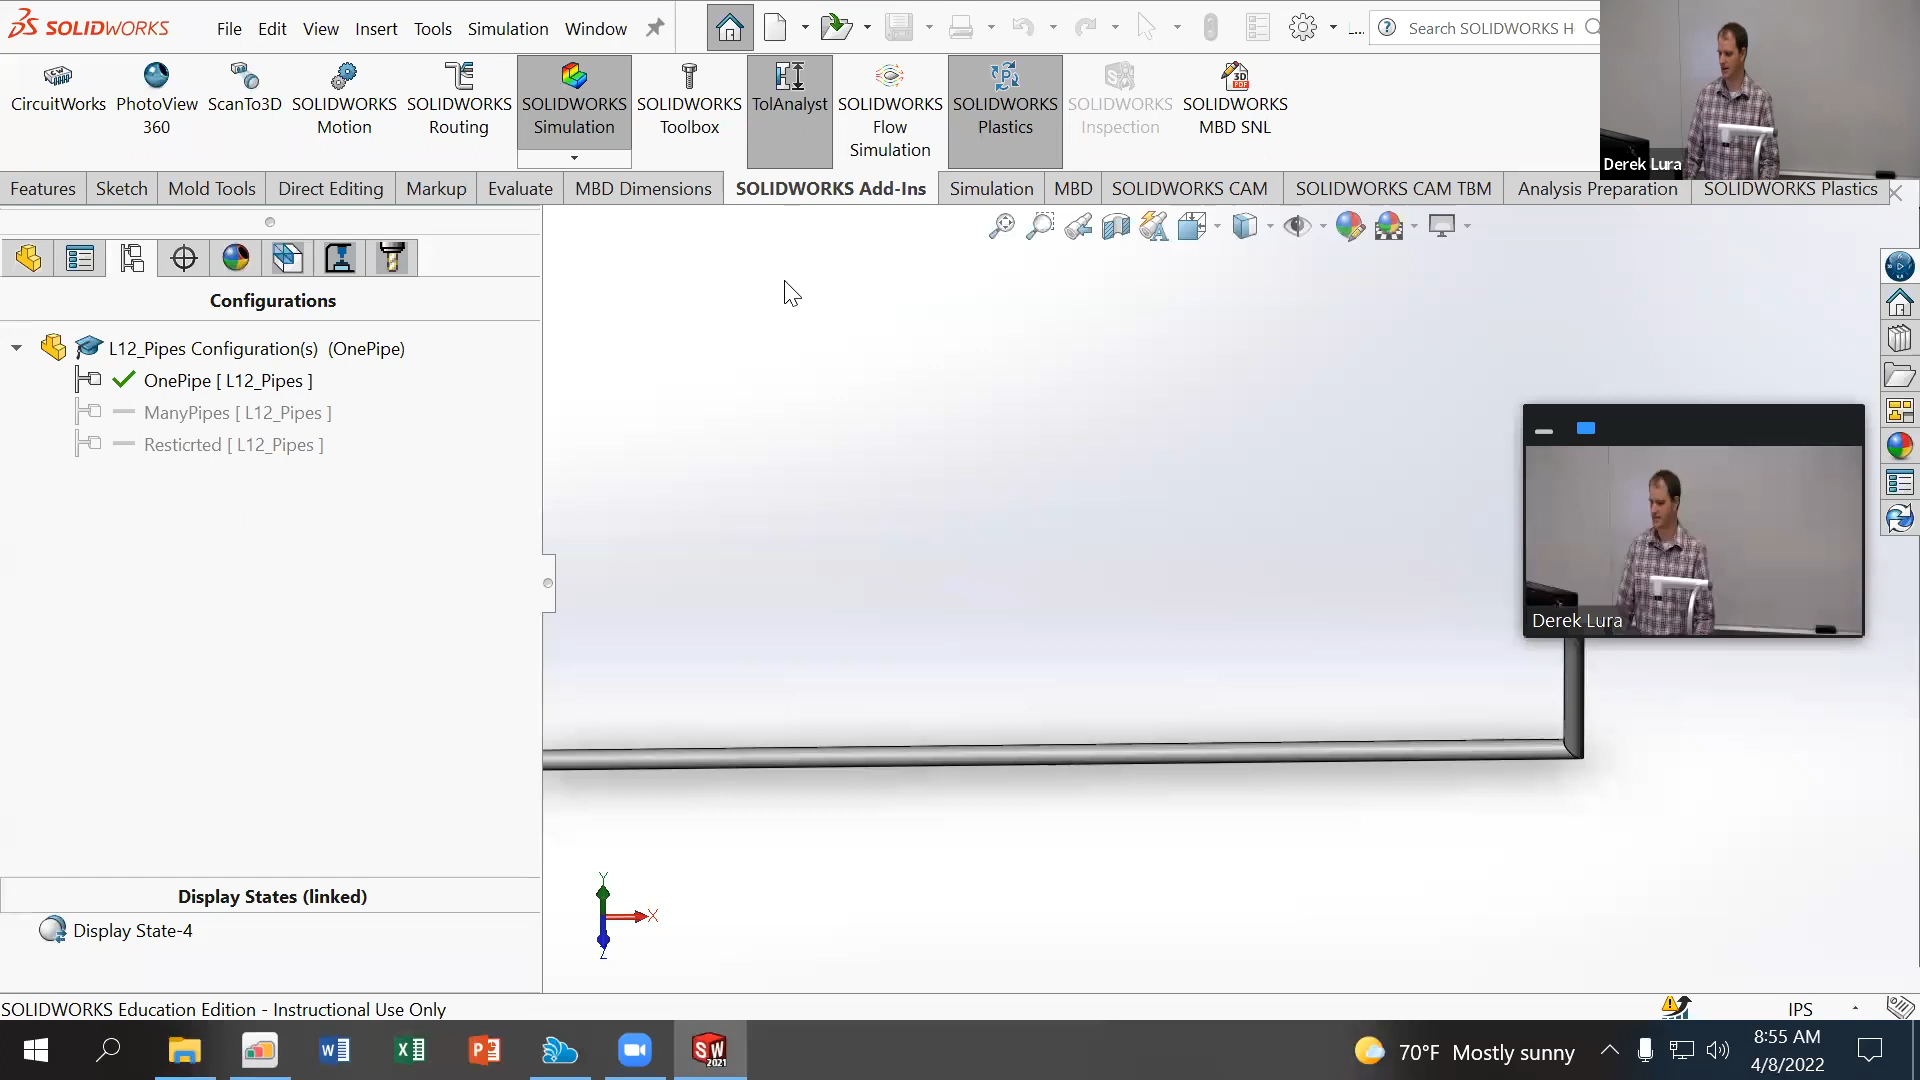 SOLIDWORKS
File Edit View Insert Tools Simulation Window
L...
Search SOLIDWORKS H
CircuitWorks
PhotoView
360
ScanTo3D
SOLIDWORKS
Motion
SOLIDWORKS
Routing
SOLIDWORKS
Simulation
SOLIDWORKS
Toolbox
TolAnalyst
SOLIDWORKS
Flow
Simulation
SOLIDWORKS
Plastics
SOLIDWORKS
Inspection
SOLIDWORKS
MBD SNL
Derek Lura
Features Sketch Mold Tools Direct Editing Markup Evaluate MBD Dimensions SOLIDWORKS Add-Ins Simulation MBD SOLIDWORKS CAM SOLIDWORKS CAM TBM Analysis Preparation SOLIDWORKS Plastics
Configurations
L12_Pipes Configuration(s) (OnePipe)
OnePipe [ L12_Pipes ]
ManyPipes [ L12_Pipes ]
Resticrted [ L12_Pipes ]
Derek Lura
Display States (linked)
Display State-4
Y
X
Z
SOLIDWORKS Education Edition - Instructional Use Only
IPS
SW
2021
70°F Mostly sunny
8:55 AM
4/8/2022